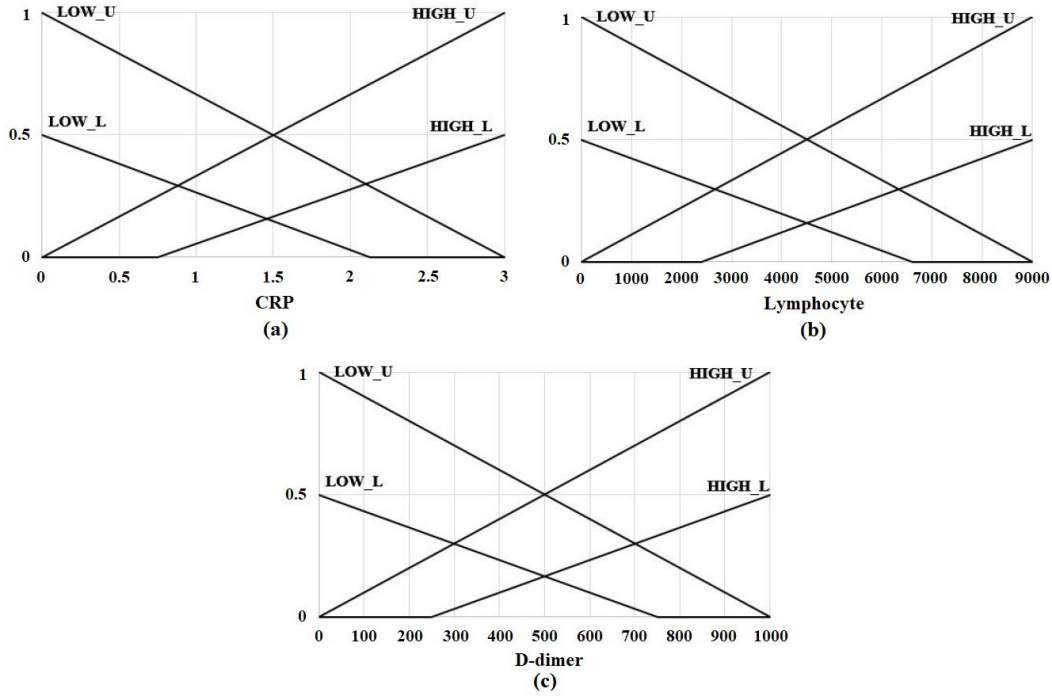 1
LOW_U
HIGH_U
0.5
LOW_L
HIGH_L
0
0 0.5 1 1.5 2 2.5 3
CRP
(a)
1
LOW_U
HIGH_U
0.5
LOW_L
HIGH_L
0
0 1000 2000 3000 4000 5000 6000 7000 8000 9000
Lymphocyte
(b)
1
LOW_U
HIGH_U
0.5
LOW_L
HIGH_L
0
0 100 200 300 400 500 600 700 800 900 1000
D-dimer
(c)